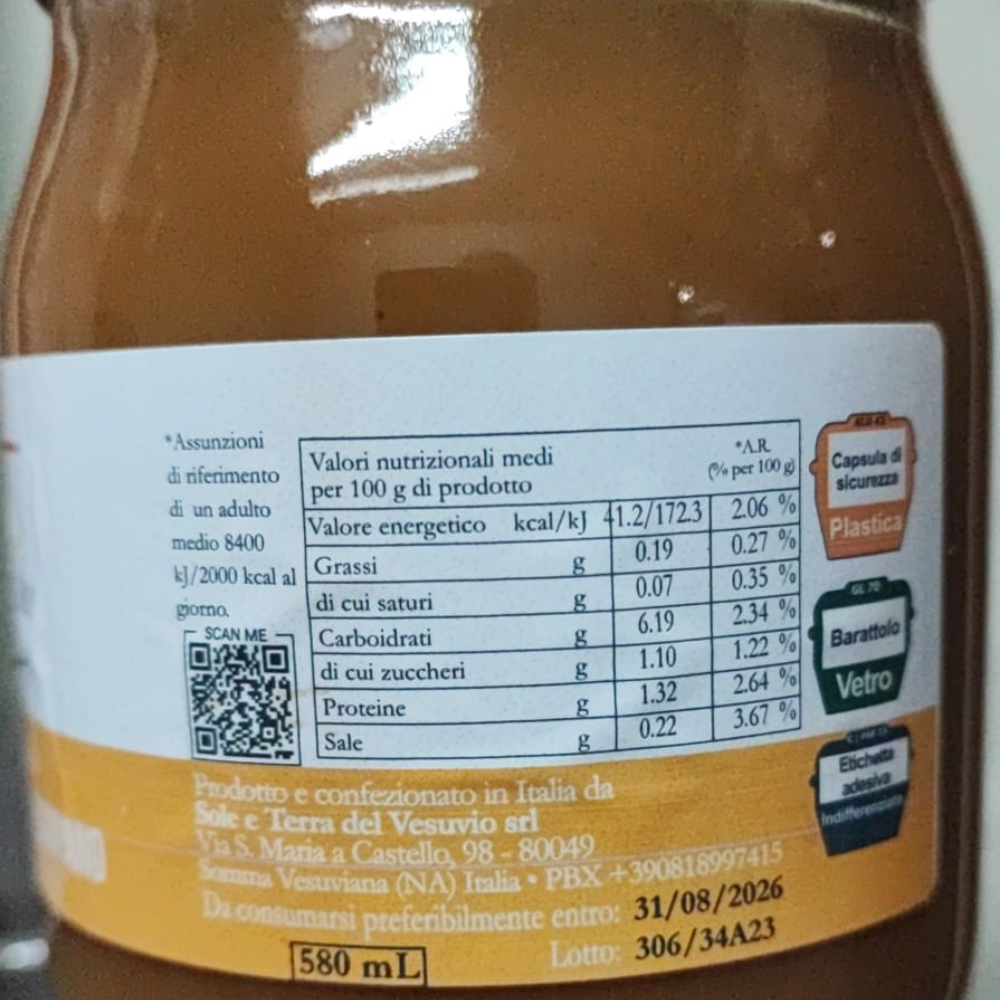 *Assunzioni
di riferimento
di un adulto
medio 8400
kJ/2000 kcal al
giorno.
SCAN ME
Valori nutrizionali medi
per 100 g di prodotto
*A.R.
(% per 100 g)
Valore energetico kcal/kJ 41.2/172.3 2.06 %
Grassi g 0.19 0.27 %
di cui saturi g 0.07 0.35 %
Carboidrati g 6.19 2.34 %
di cui zuccheri g 1.10 1.22 %
Proteine g 1.32 2.64 %
Sale g 0.22 3.67 %
Capsula di
sicurezza
Plastica
GL 70
Barattolo
Vetro
Etichetta
adesiva
Indifferenziata
Prodotto e confezionato in Italia da
Sole e Terra del Vesuvio srl
Via S. Maria a Castello, 98 - 80049
Somma Vesuviana (NA) Italia • PBX +390818997415
Da consumarsi preferibilmente entro: 31/08/2026
Lotto: 306/34A23
580 mL